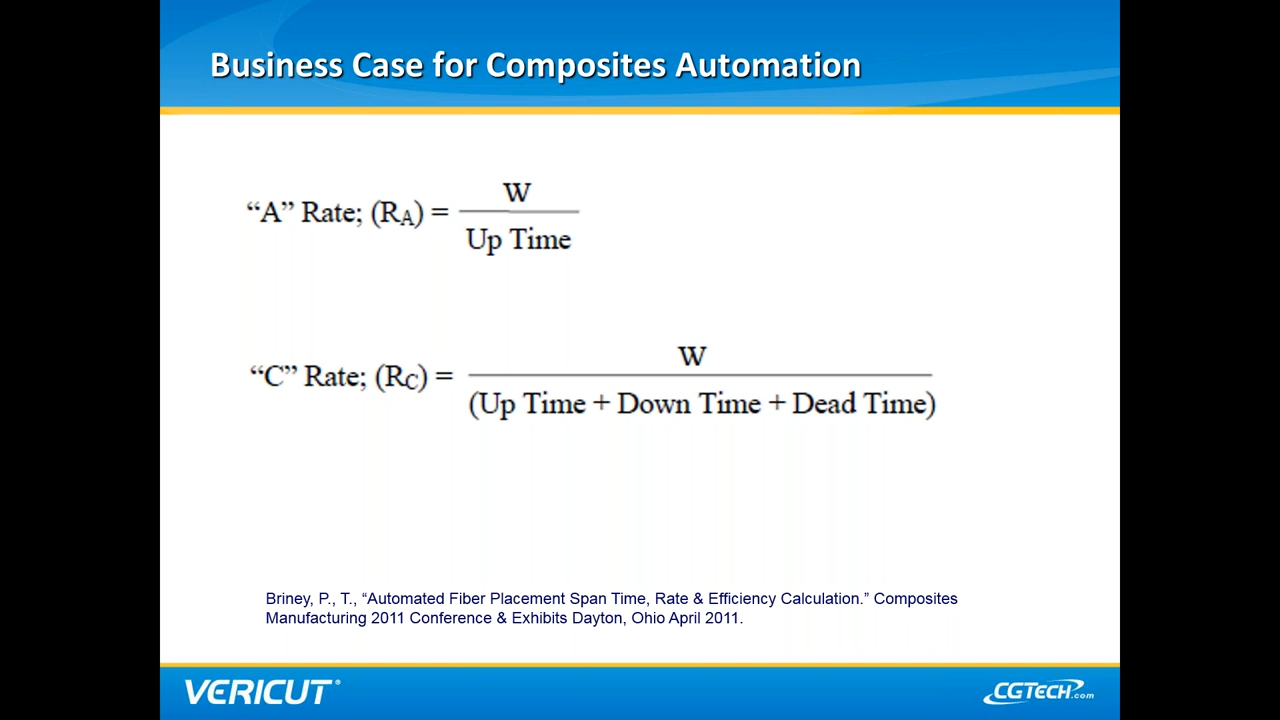 Business Case for Composites Automation
“A” Rate; (RA) = W
Up Time
“C” Rate; (RC) = W
(Up Time + Down Time + Dead Time)
Briney, P., T., “Automated Fiber Placement Span Time, Rate & Efficiency Calculation.” Composites
Manufacturing 2011 Conference & Exhibits Dayton, Ohio April 2011.
VERICUT®
CGTECH.com